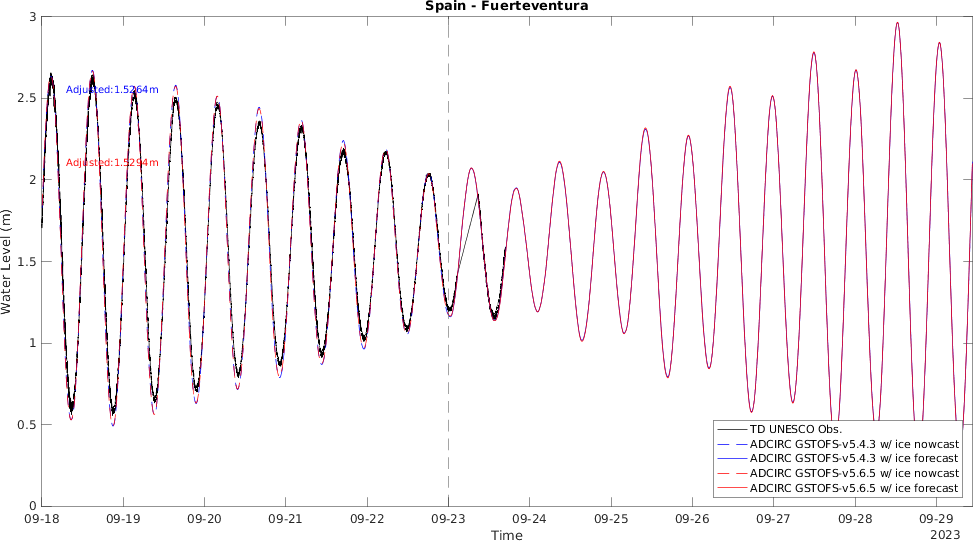 Spain - Fuerteventura
3
2.5
2
1.5
1
0.5
0
Water Level (m)
Adjusted:1.5264m
Adjusted:1.5294m
TD UNESCO Obs.
ADCIRC GSTOFS-v5.4.3 w/ ice nowcast
ADCIRC GSTOFS-v5.4.3 w/ ice forecast
ADCIRC GSTOFS-v5.6.5 w/ ice nowcast
ADCIRC GSTOFS-v5.6.5 w/ ice forecast
09-18 09-19 09-20 09-21 09-22 09-23 09-24 09-25 09-26 09-27 09-28 09-29
Time
2023